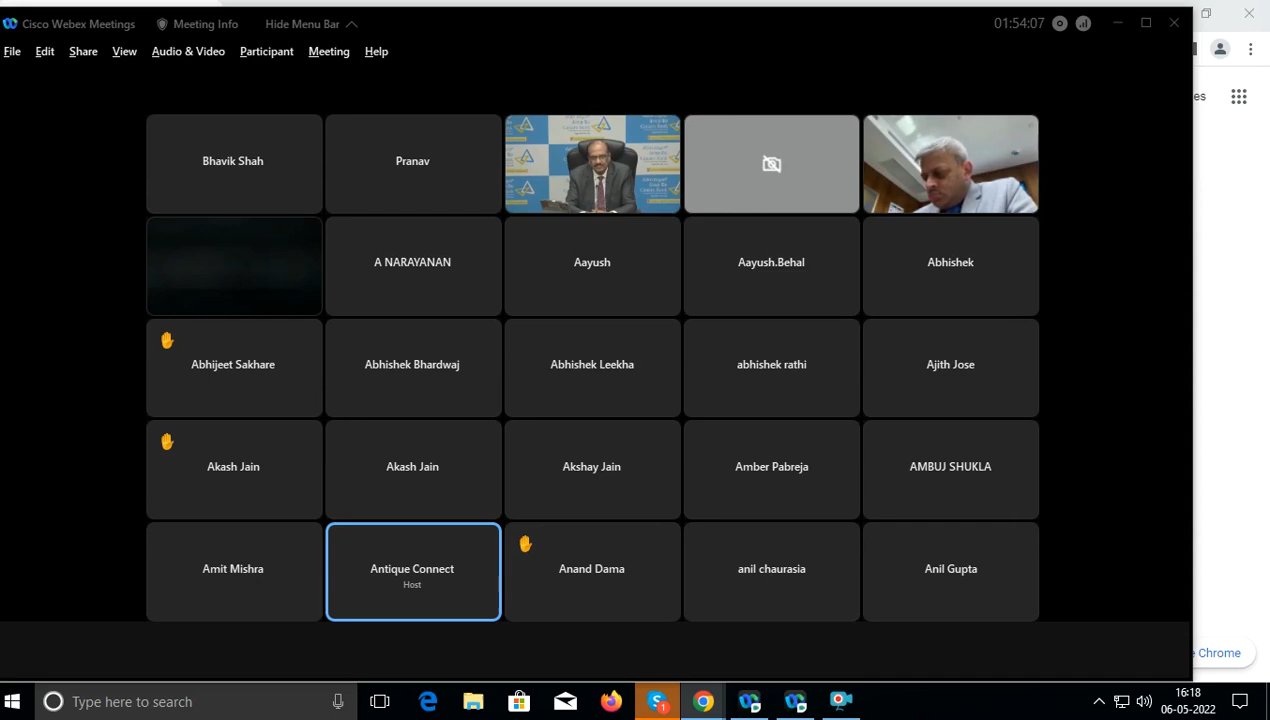 Cisco Webex Meetings Meeting Info Hide Menu Bar 01:54:07
File Edit Share View Audio & Video Participant Meeting Help
es
Bhavik Shah Pranav
A NARAYANAN Aayush Aayush.Behal Abhishek
Abhijeet Sakhare Abhishek Bhardwaj Abhishek Leekha abhishek rathi Ajith Jose
Akash Jain Akash Jain Akshay Jain Amber Pabreja AMBUJ SHUKLA
Amit Mishra Antique Connect Anand Dama anil chaurasia Anil Gupta
Host
e Chrome
Type here to search 1 16:18
06-05-2022